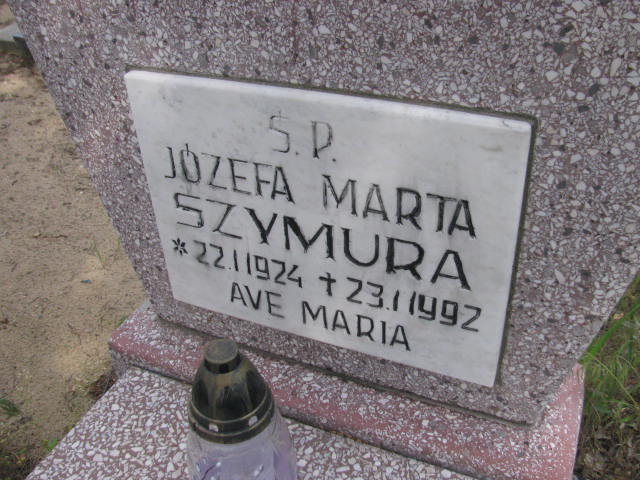 Ś.P.
JÓZEFA MARTA
SZYMURA
* 22.I 1924 ✝ 23.I 1992
AVE MARIA